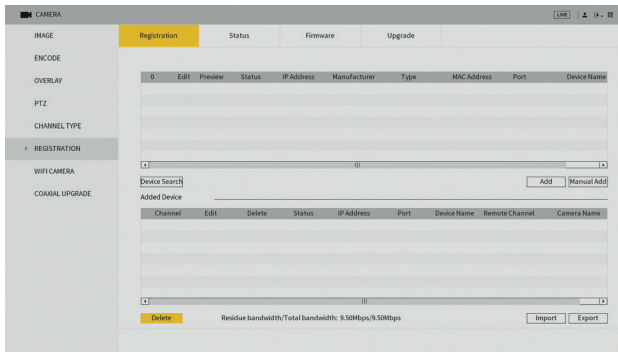 CAMERA LIVE
IMAGE
ENCODE
OVERLAY
PTZ
CHANNEL TYPE
> REGISTRATION
WIFI CAMERA
COAXIAL UPGRADE
Registration Status Firmware Upgrade
0 Edit Preview Status IP Address Manufacturer Type MAC Address Port Device Name
Device Search Add Manual Add
Added Device
Channel Edit Delete Status IP Address Port Device Name Remote Channel Camera Name
Delete Residue bandwidth/Total bandwidth: 9.50Mbps/9.50Mbps Import Export